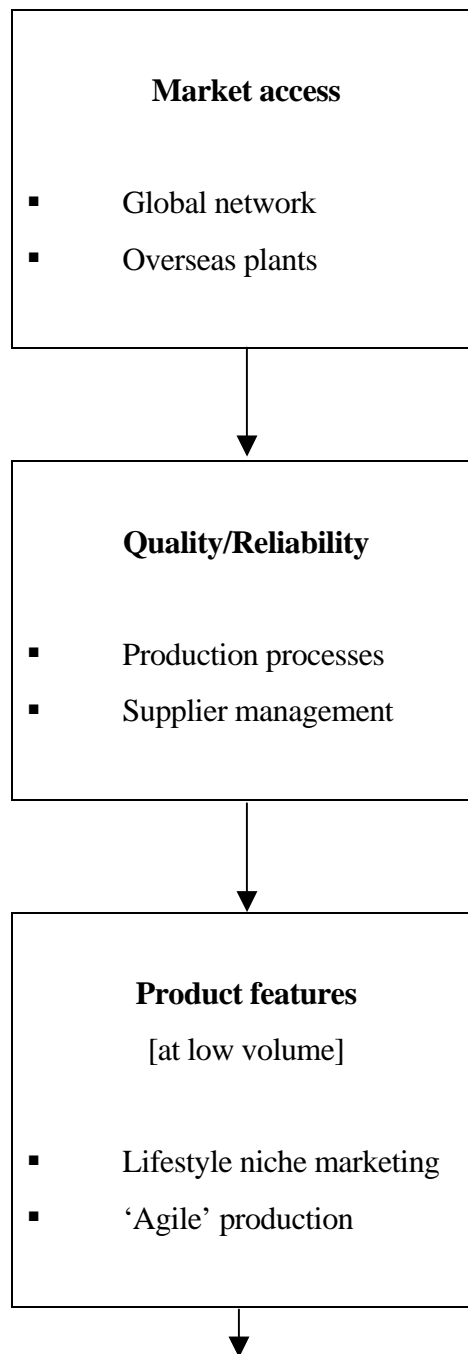 Market access
▪ Global network
▪ Overseas plants
Quality/Reliability
▪ Production processes
▪ Supplier management
Product features
[at low volume]
▪ Lifestyle niche marketing
▪ ‘Agile’ production